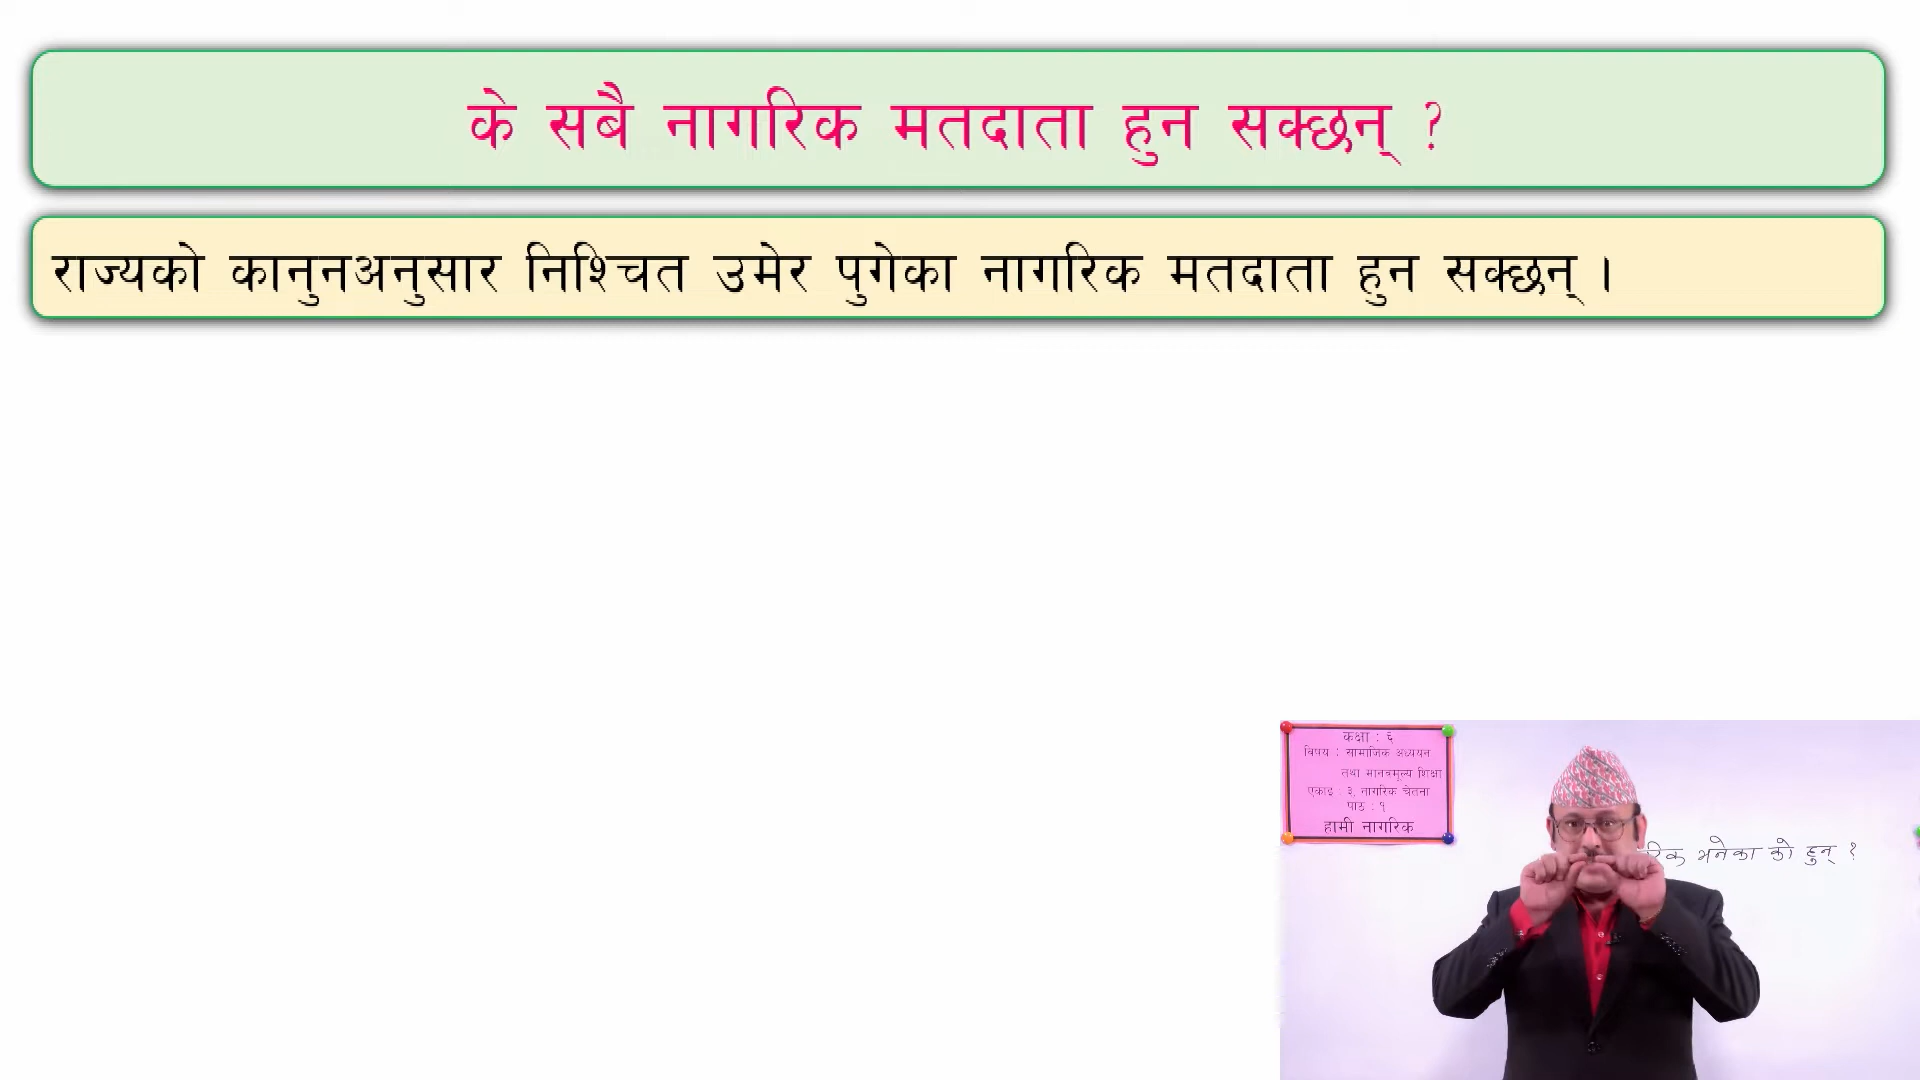 के सबै नागरिक मतदाता हुन सक्छन् ?
राज्यको कानुनअनुसार निश्चित उमेर पुगेका नागरिक मतदाता हुन सक्छन् ।
कक्षा : ६
विषय : सामाजिक अध्ययन
तथा मानवमूल्य शिक्षा
एकाइ : ३, नागरिक चेतना
पाठ : १
हामी नागरिक
भनेका को हुन् ?